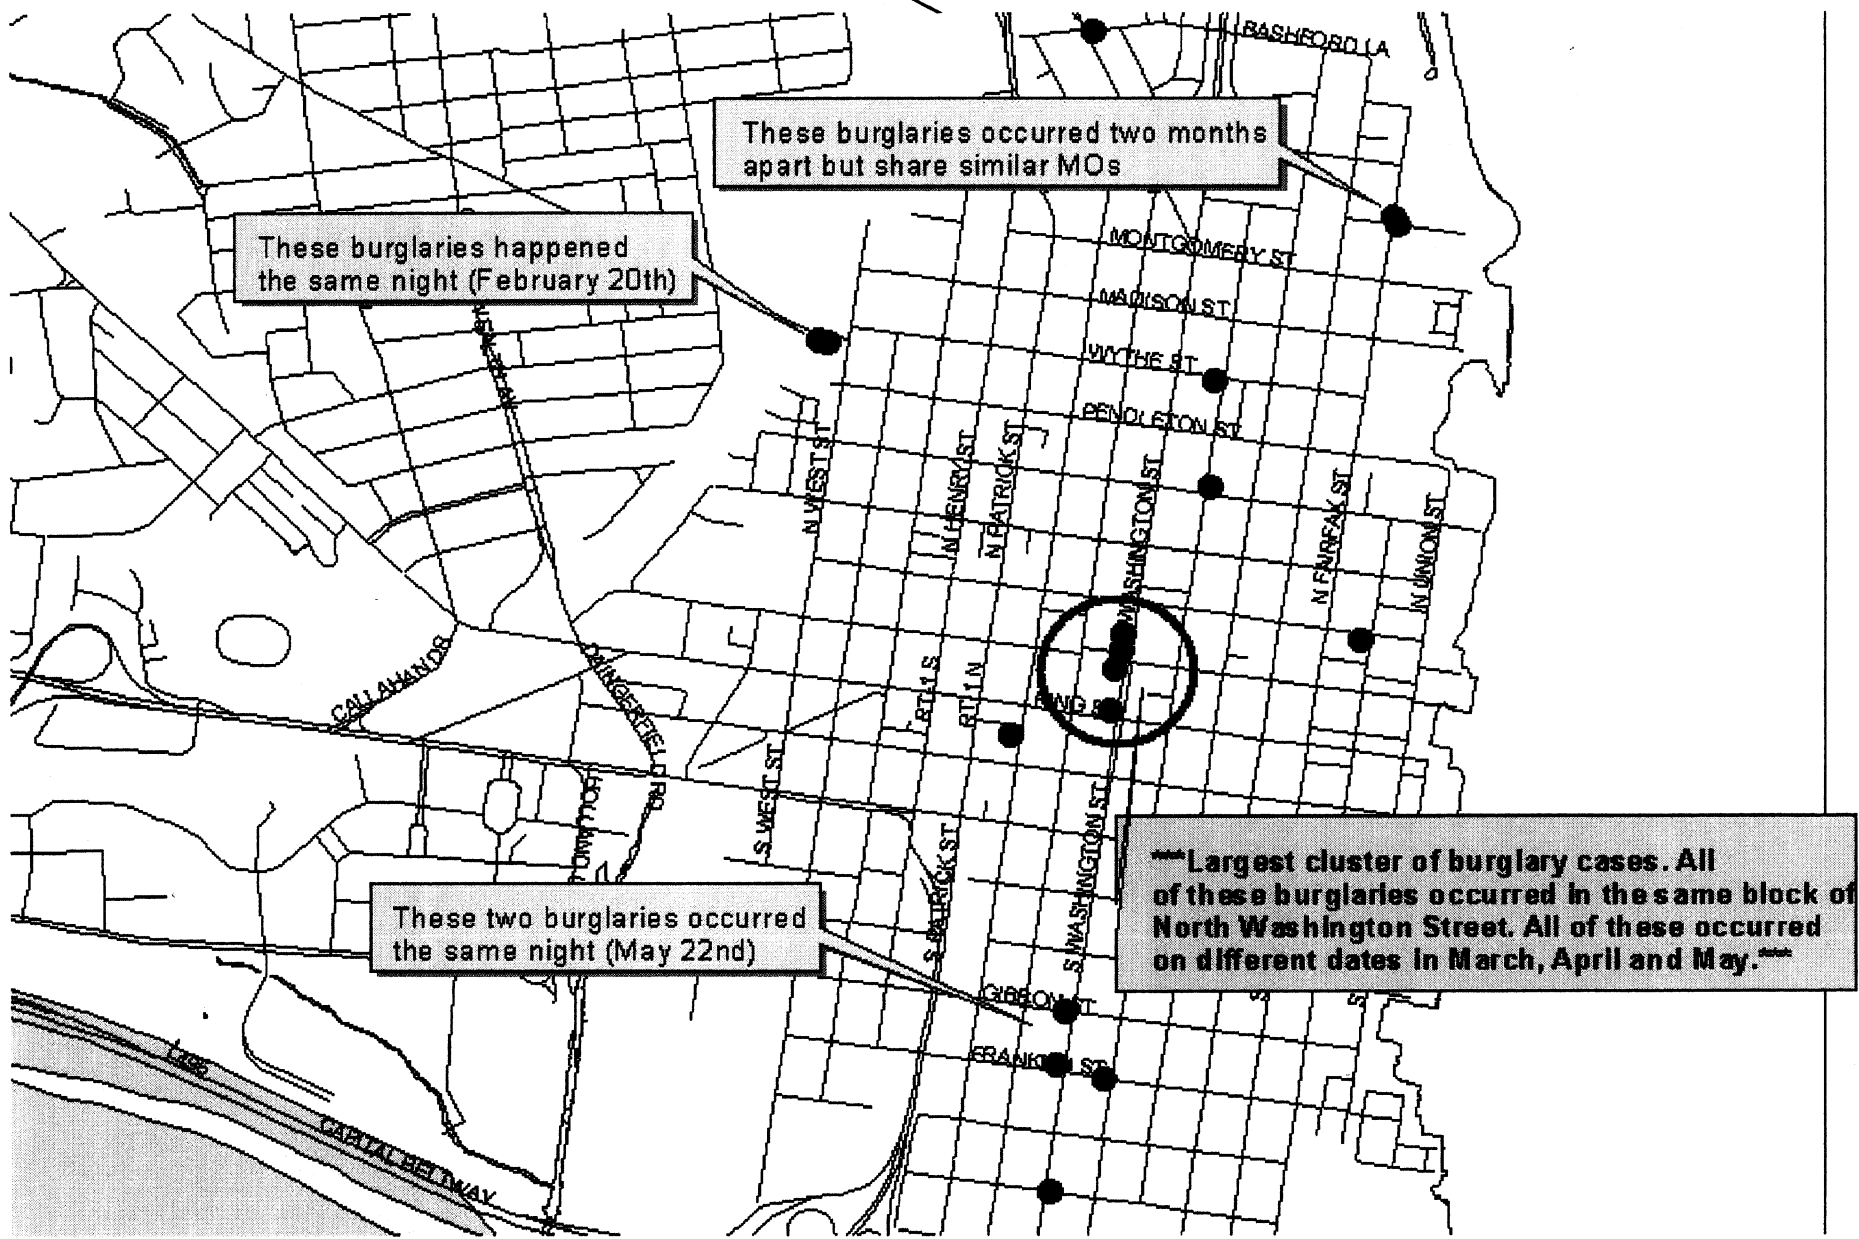 BASHFORD LA
These burglaries occurred two months
apart but share similar MOs
These burglaries happened
the same night (February 20th)
MONTGOMERY ST
MADISON ST
WYTHE ST
PENDLETON ST
N WEST ST
N HENRY ST
N PATRICK ST
WASHINGTON ST
N FAIRFAX ST
N UNION ST
CALLAHAN DR
DAINGERFIELD RD
RT-1 S
RT-1 N
KING S
S WEST ST
S PATRICK ST
S WASHINGTON ST
***Largest cluster of burglary cases. All
of these burglaries occurred in the same block of
North Washington Street. All of these occurred
on different dates in March, April and May.***
These two burglaries occurred
the same night (May 22nd)
GIBBON ST
FRANKLIN ST
I-495
CAPITAL BELTWAY